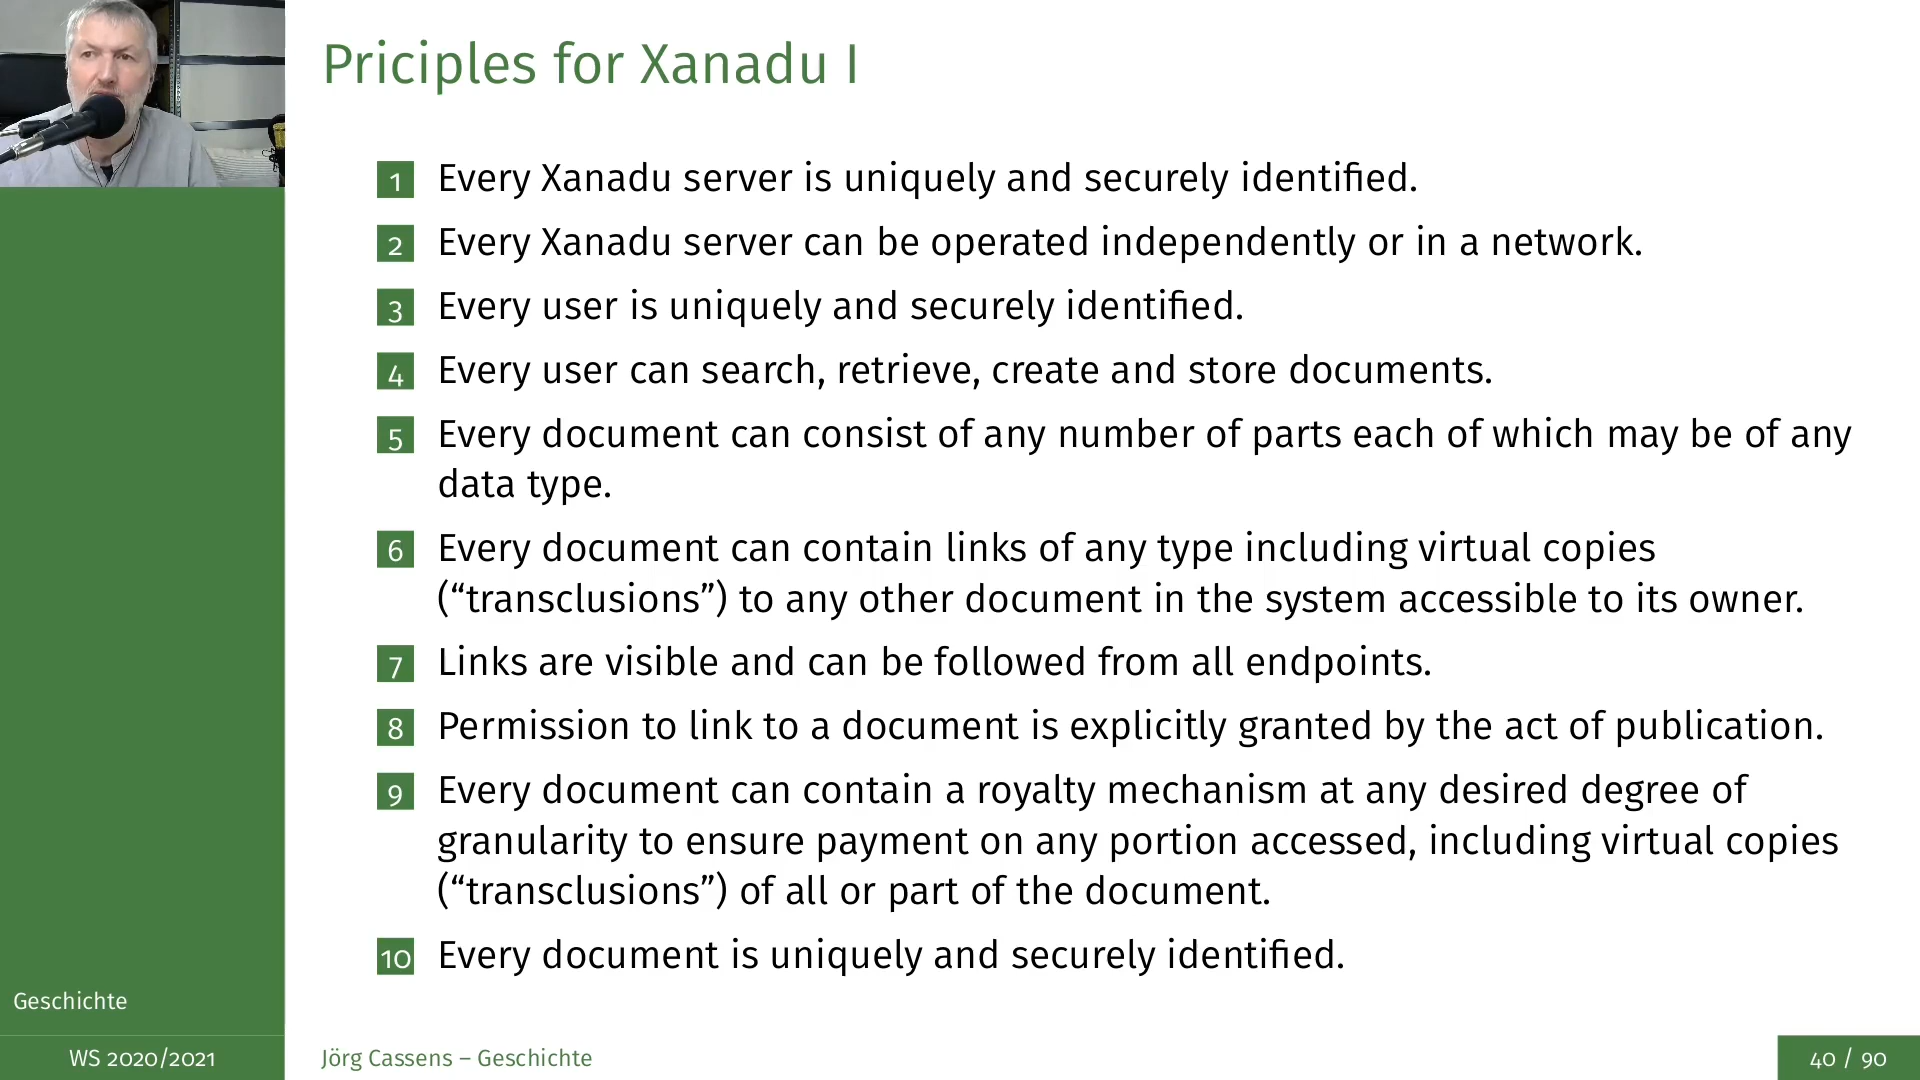 Priciples for Xanadu I
1 Every Xanadu server is uniquely and securely identified.
2 Every Xanadu server can be operated independently or in a network.
3 Every user is uniquely and securely identified.
4 Every user can search, retrieve, create and store documents.
5 Every document can consist of any number of parts each of which may be of any
data type.
6 Every document can contain links of any type including virtual copies
(“transclusions”) to any other document in the system accessible to its owner.
7 Links are visible and can be followed from all endpoints.
8 Permission to link to a document is explicitly granted by the act of publication.
9 Every document can contain a royalty mechanism at any desired degree of
granularity to ensure payment on any portion accessed, including virtual copies
(“transclusions”) of all or part of the document.
10 Every document is uniquely and securely identified.
Geschichte
WS 2020/2021
Jörg Cassens – Geschichte
40 / 90